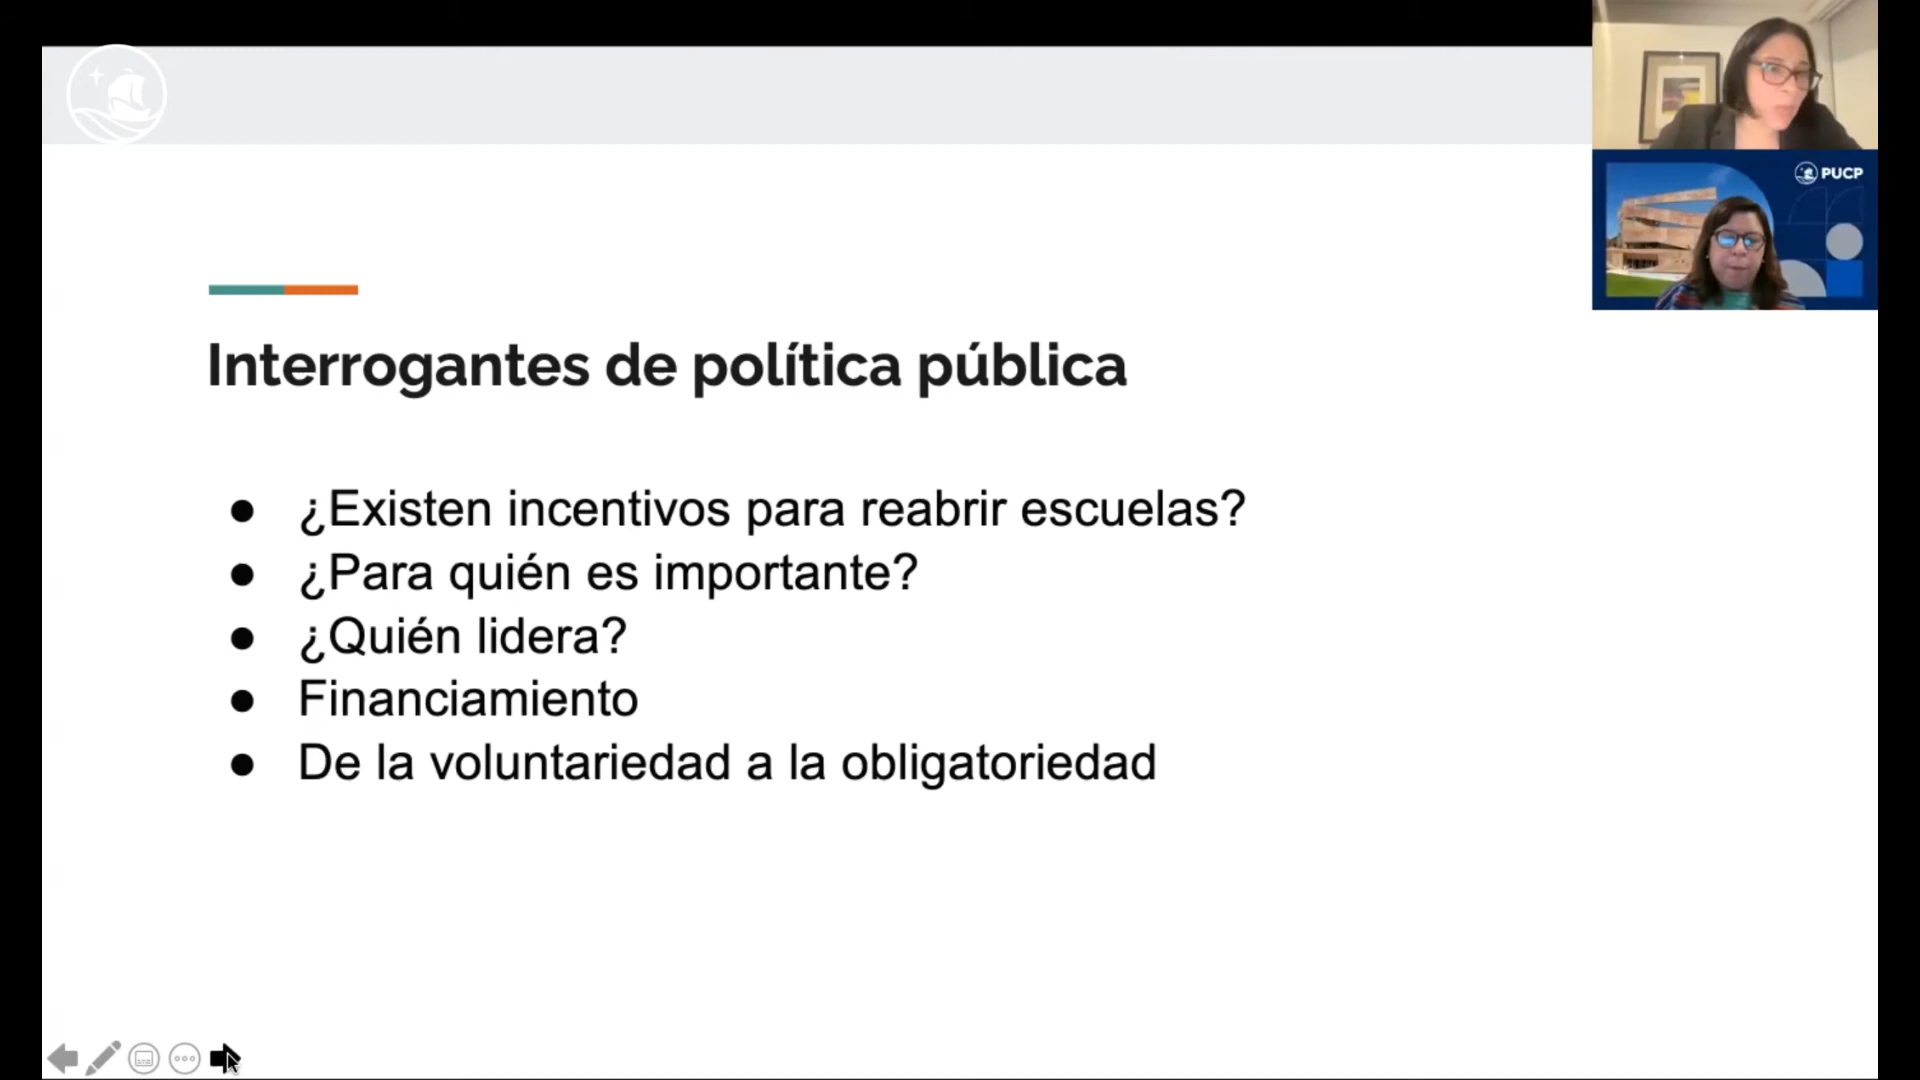 PUCP
Interrogantes de política pública
● ¿Existen incentivos para reabrir escuelas?
● ¿Para quién es importante?
● ¿Quién lidera?
● Financiamiento
● De la voluntariedad a la obligatoriedad